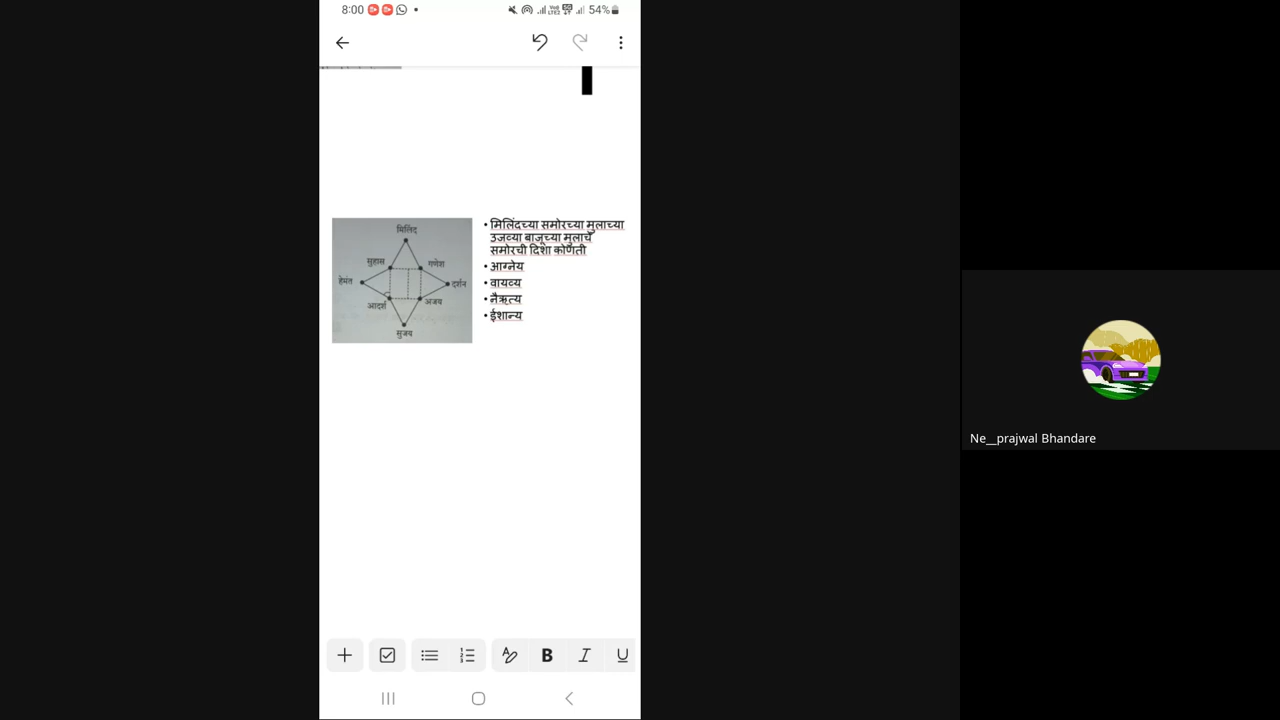 8:00
54%
मिलिंद
सुहास
गणेश
हेमंत
दर्शन
आदर्श
अजय
सुजय
• मिलिंदच्या समोरच्या मुलाच्या
उजव्या बाजूच्या मुलाचे
समोरची दिशा कोणती
• आग्नेय
• वायव्य
• नैऋत्य
• ईशान्य
B I U
Ne__prajwal Bhandare